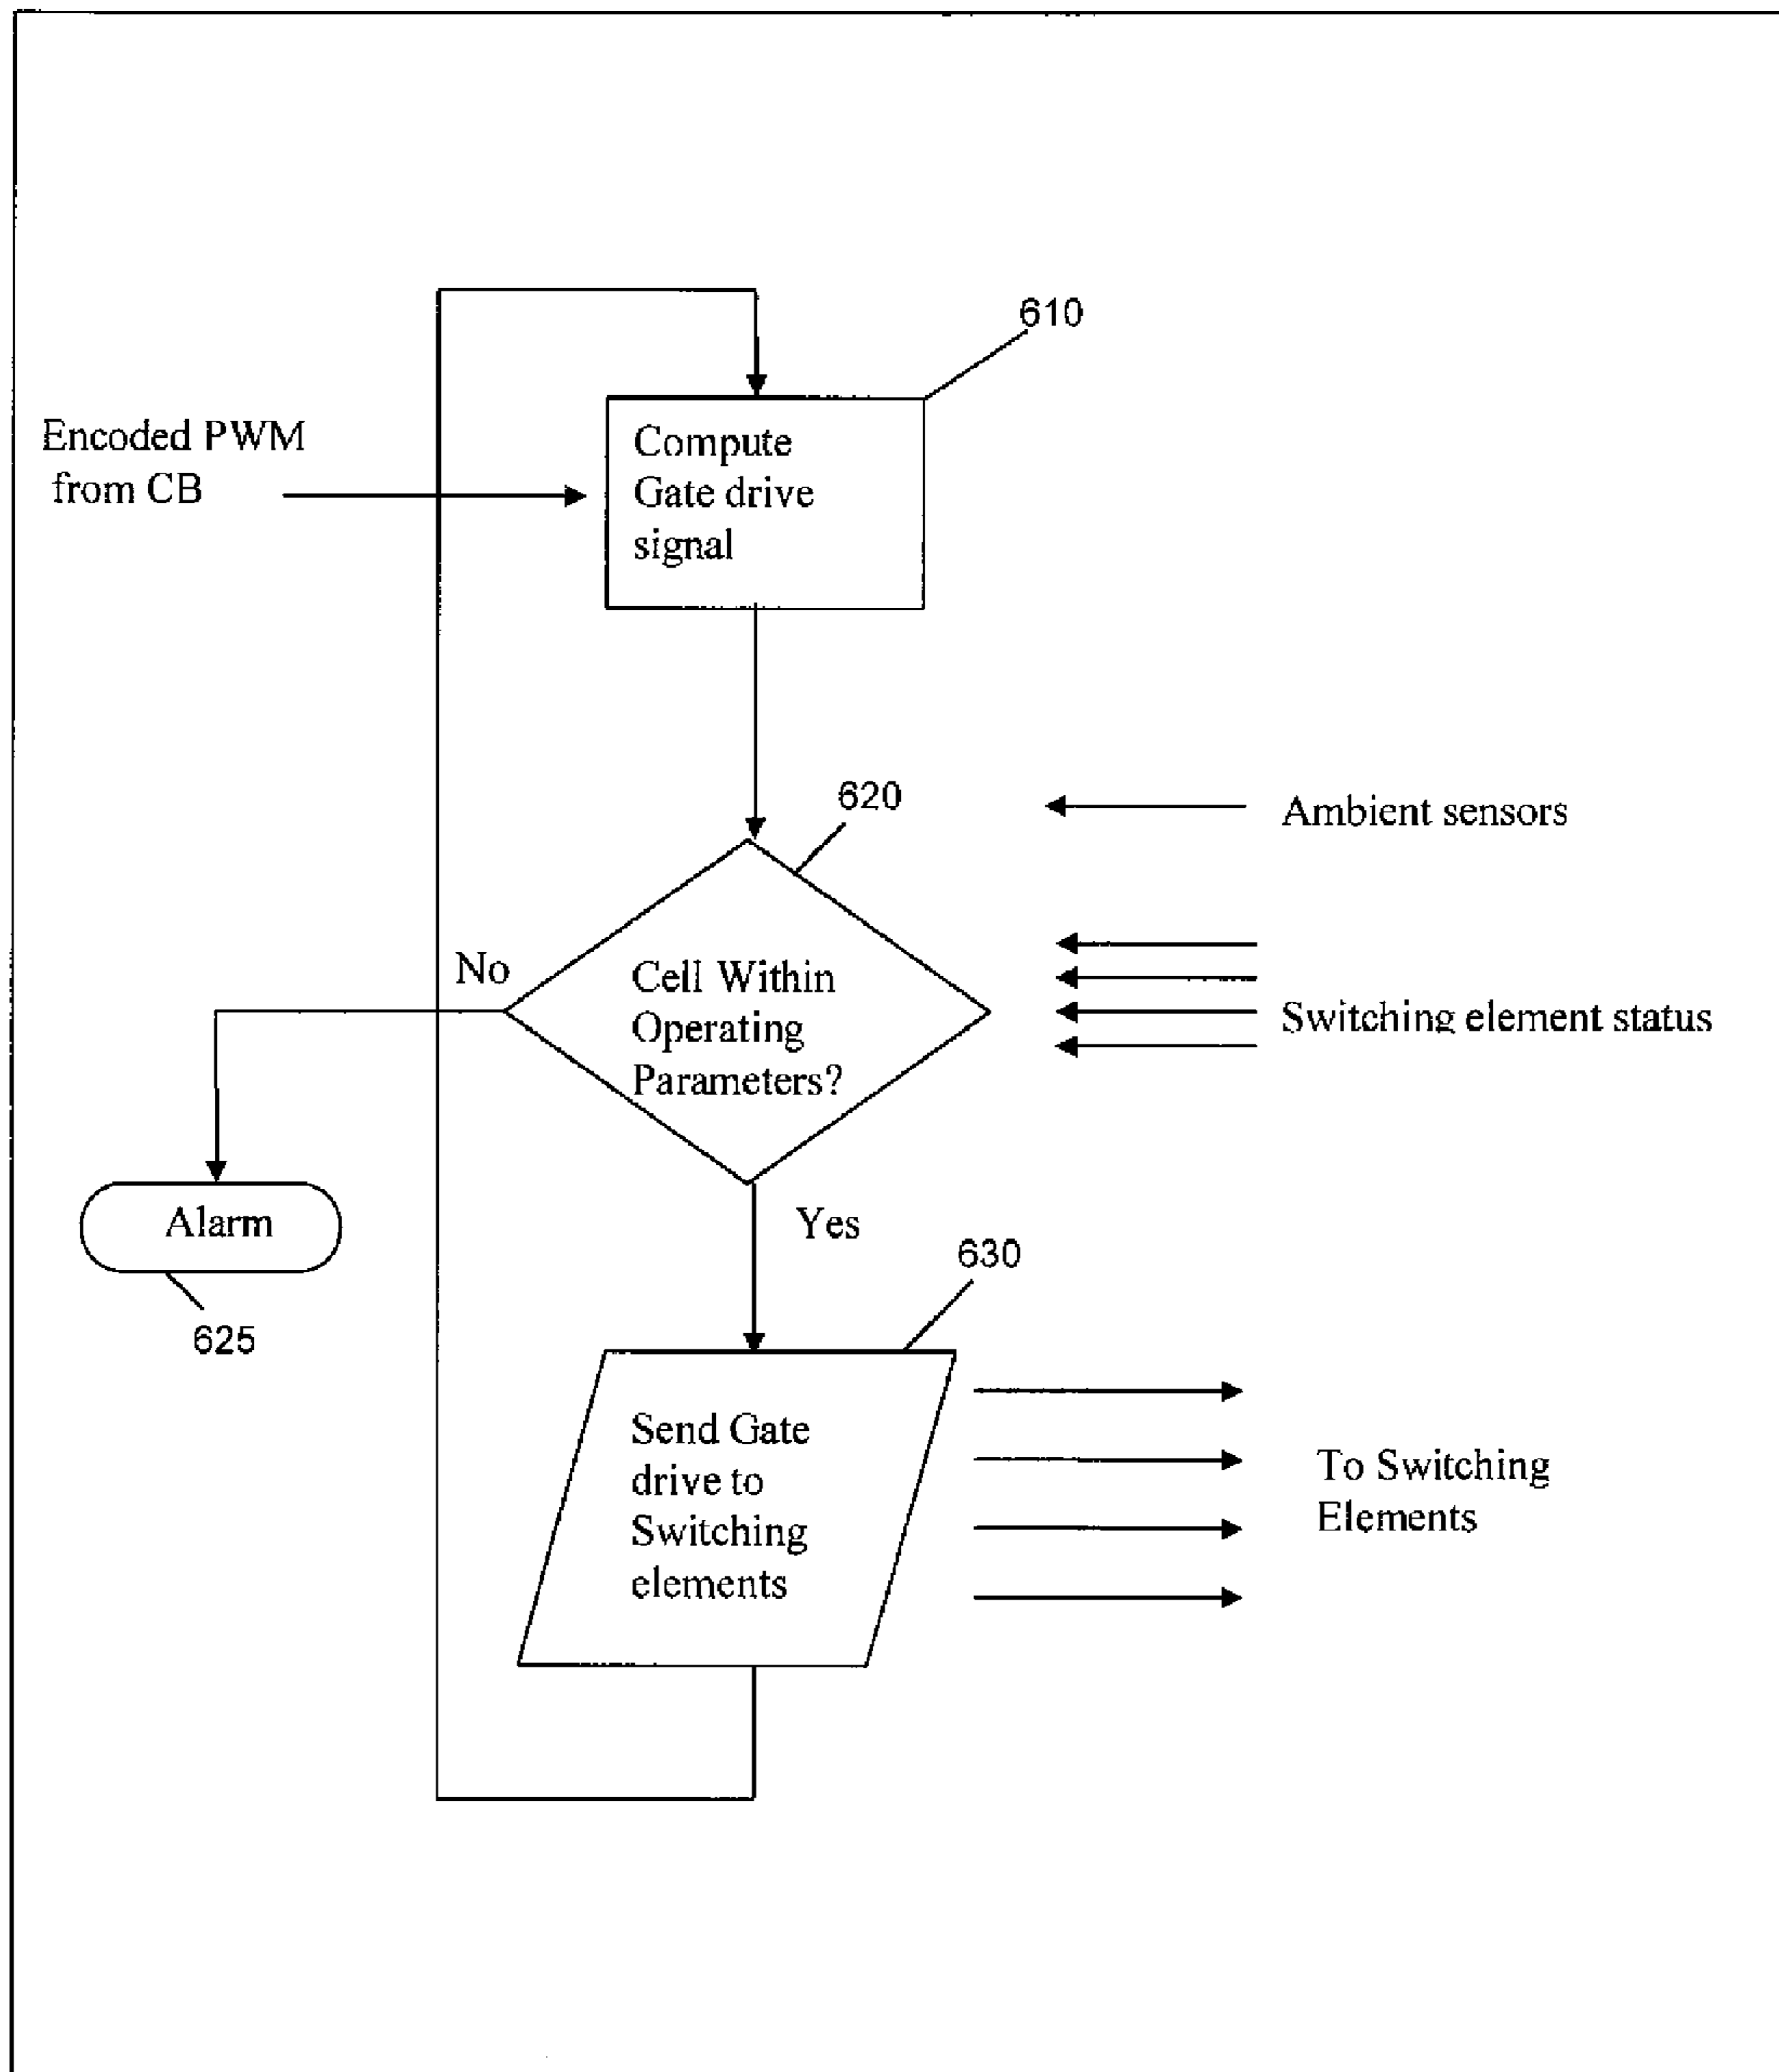 610
Encoded PWM
from CB
Compute
Gate drive
signal
620
Ambient sensors
No
Cell Within
Operating
Parameters?
Switching element status
Alarm
Yes
625
630
Send Gate
drive to
Switching
elements
To Switching
Elements